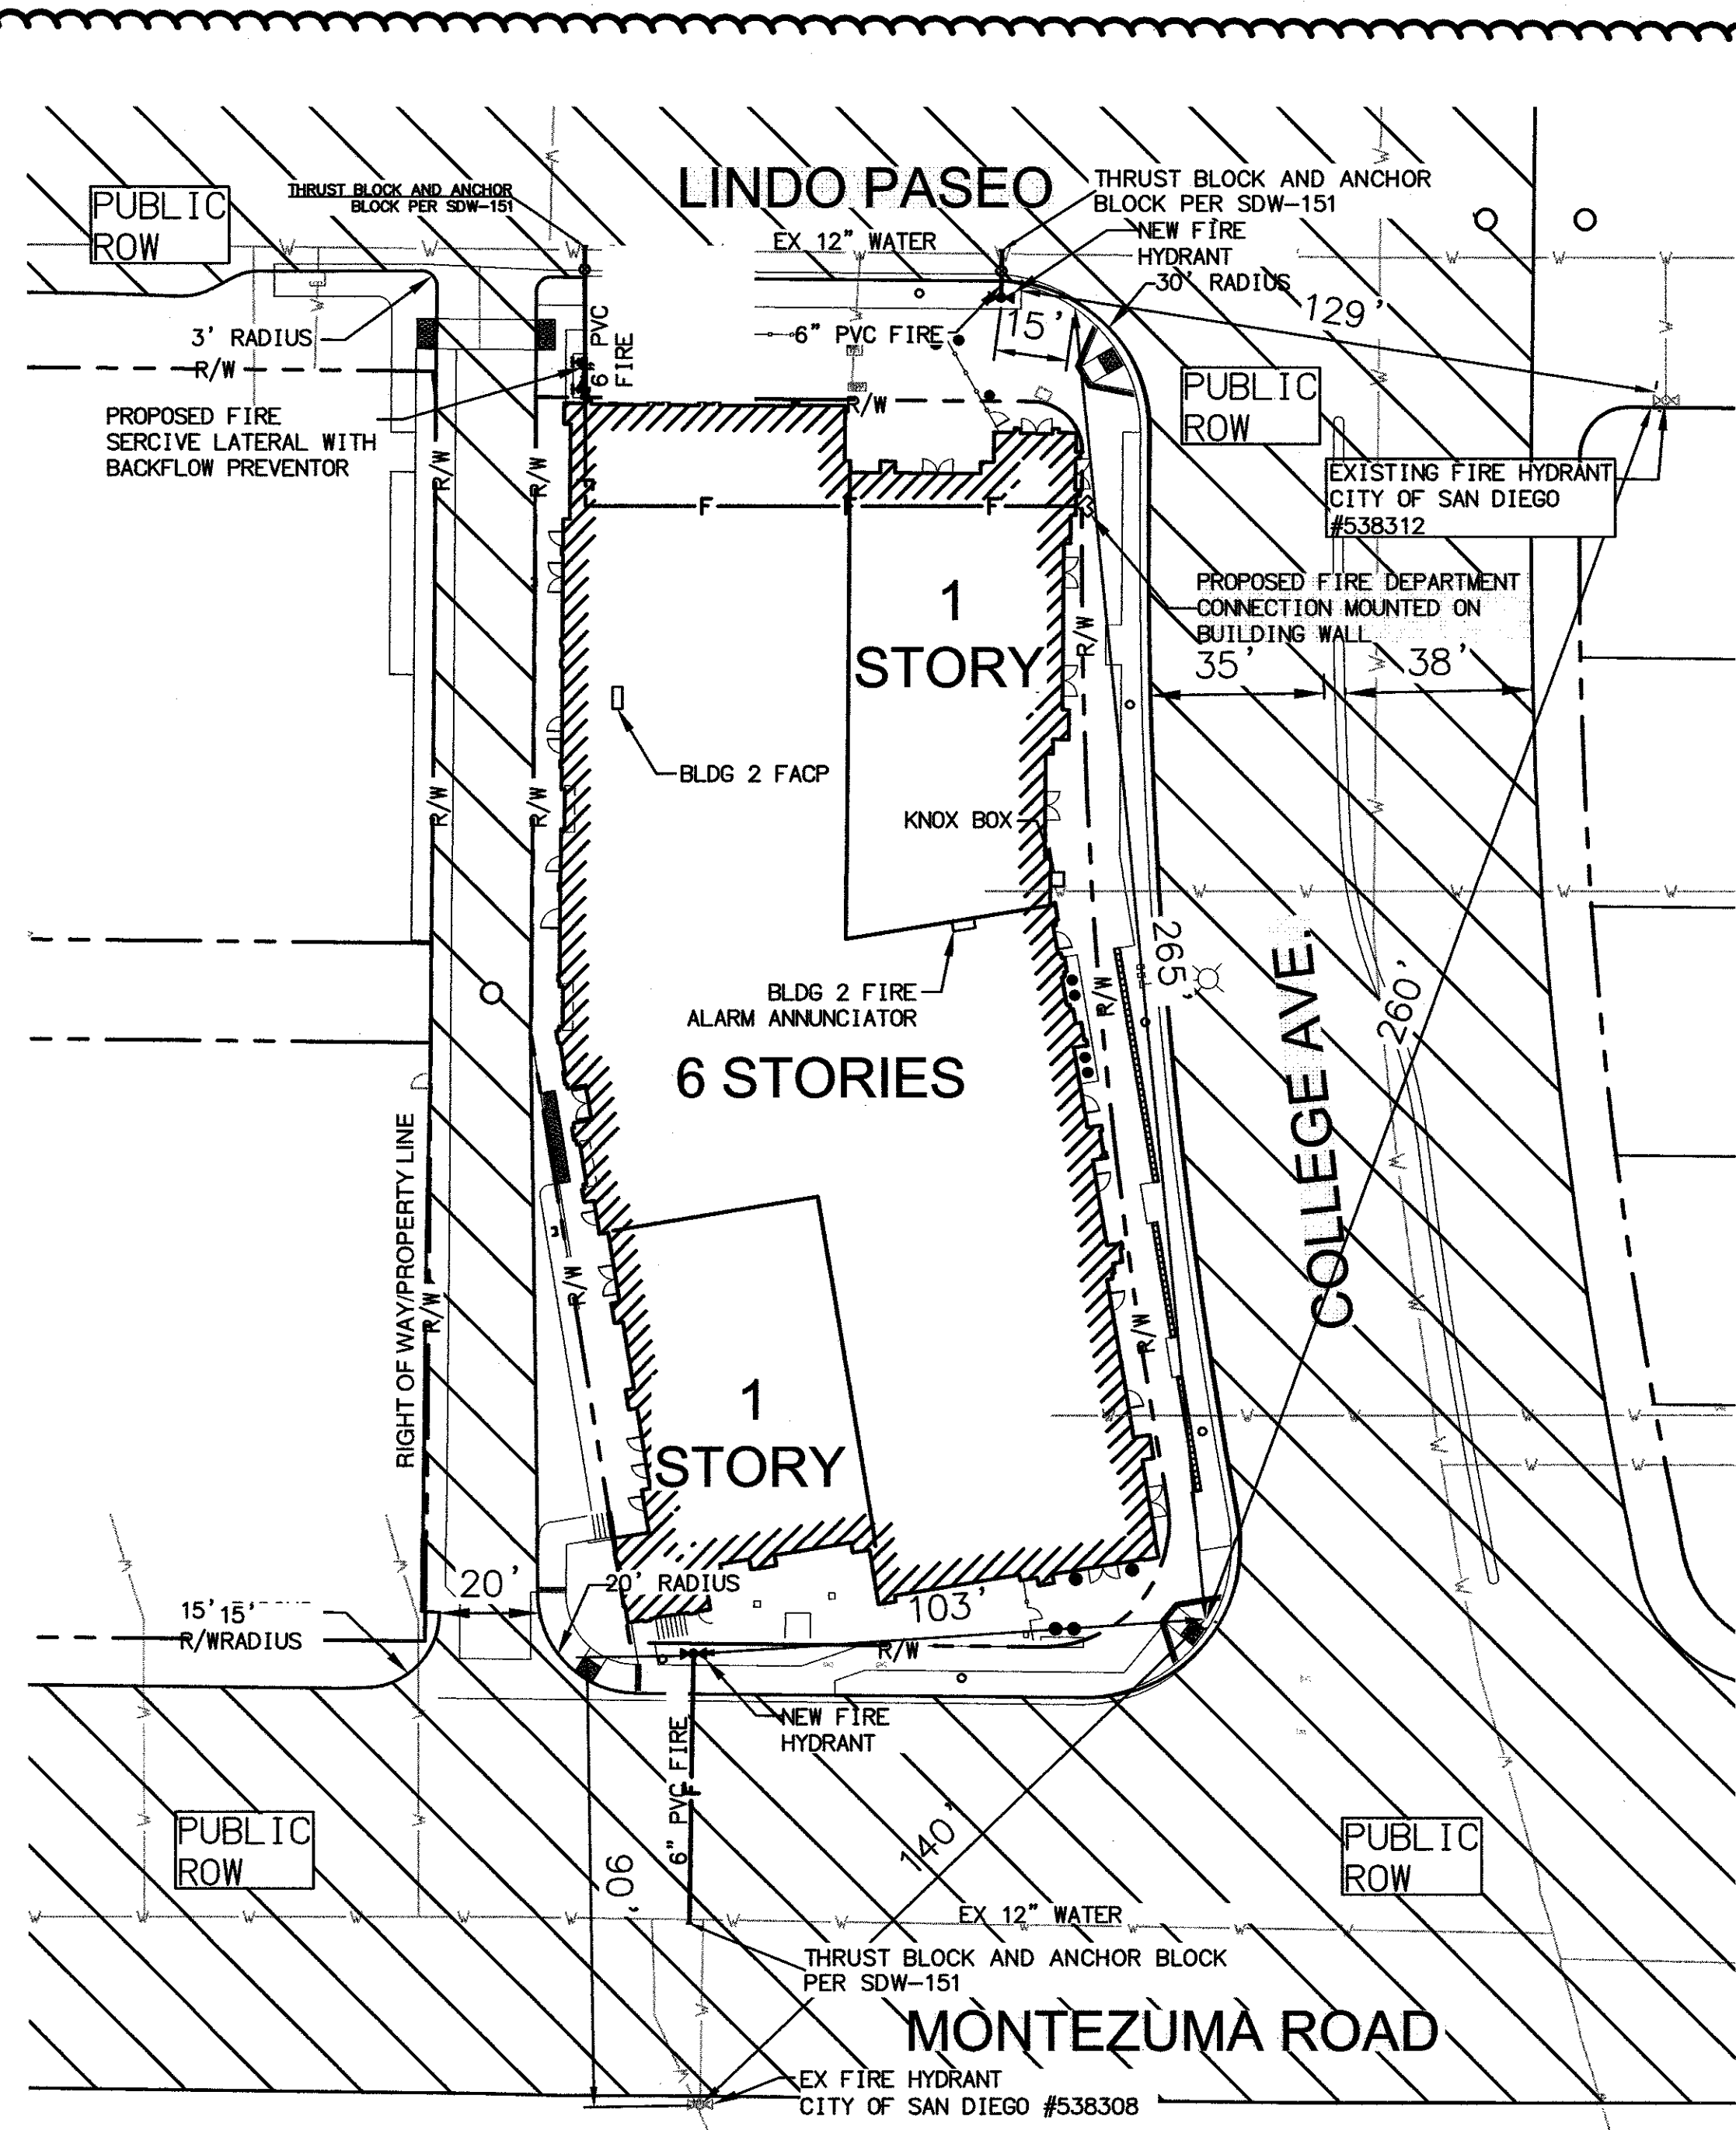 LINDO PASEO
PUBLIC
ROW
THRUST BLOCK AND ANCHOR
BLOCK PER SDW-151
THRUST BLOCK AND ANCHOR
BLOCK PER SDW-151
NEW FIRE
HYDRANT
30' RADIUS
EX 12" WATER
W W W W W W
129'
3' RADIUS
R/W
6" PVC
FIRE
6" PVC FIRE
15'
R/W
PUBLIC
ROW
PROPOSED FIRE
SERCIVE LATERAL WITH
BACKFLOW PREVENTOR
R/W
R/W
F F F
EXISTING FIRE HYDRANT
CITY OF SAN DIEGO
#538312
1
STORY
PROPOSED FIRE DEPARTMENT
CONNECTION MOUNTED ON
BUILDING WALL
R/W
35'
38'
BLDG 2 FACP
R/W
R/W
KNOX BOX
W W W W W W
265'
COLLEGE AVE.
260'
BLDG 2 FIRE
ALARM ANNUNCIATOR
R/W
6 STORIES
RIGHT OF WAY/PROPERTY LINE
R/W
R/W
R/W
1
STORY
W W W W W
W W
20'
20' RADIUS
103'
15' 15'
R/WRADIUS
R/W
NEW FIRE
HYDRANT
6" PVC FIRE
F
PUBLIC
ROW
90'
140'
PUBLIC
ROW
EX 12" WATER
W W W W W W W W W W
THRUST BLOCK AND ANCHOR BLOCK
PER SDW-151
MONTEZUMA ROAD
EX FIRE HYDRANT
CITY OF SAN DIEGO #538308